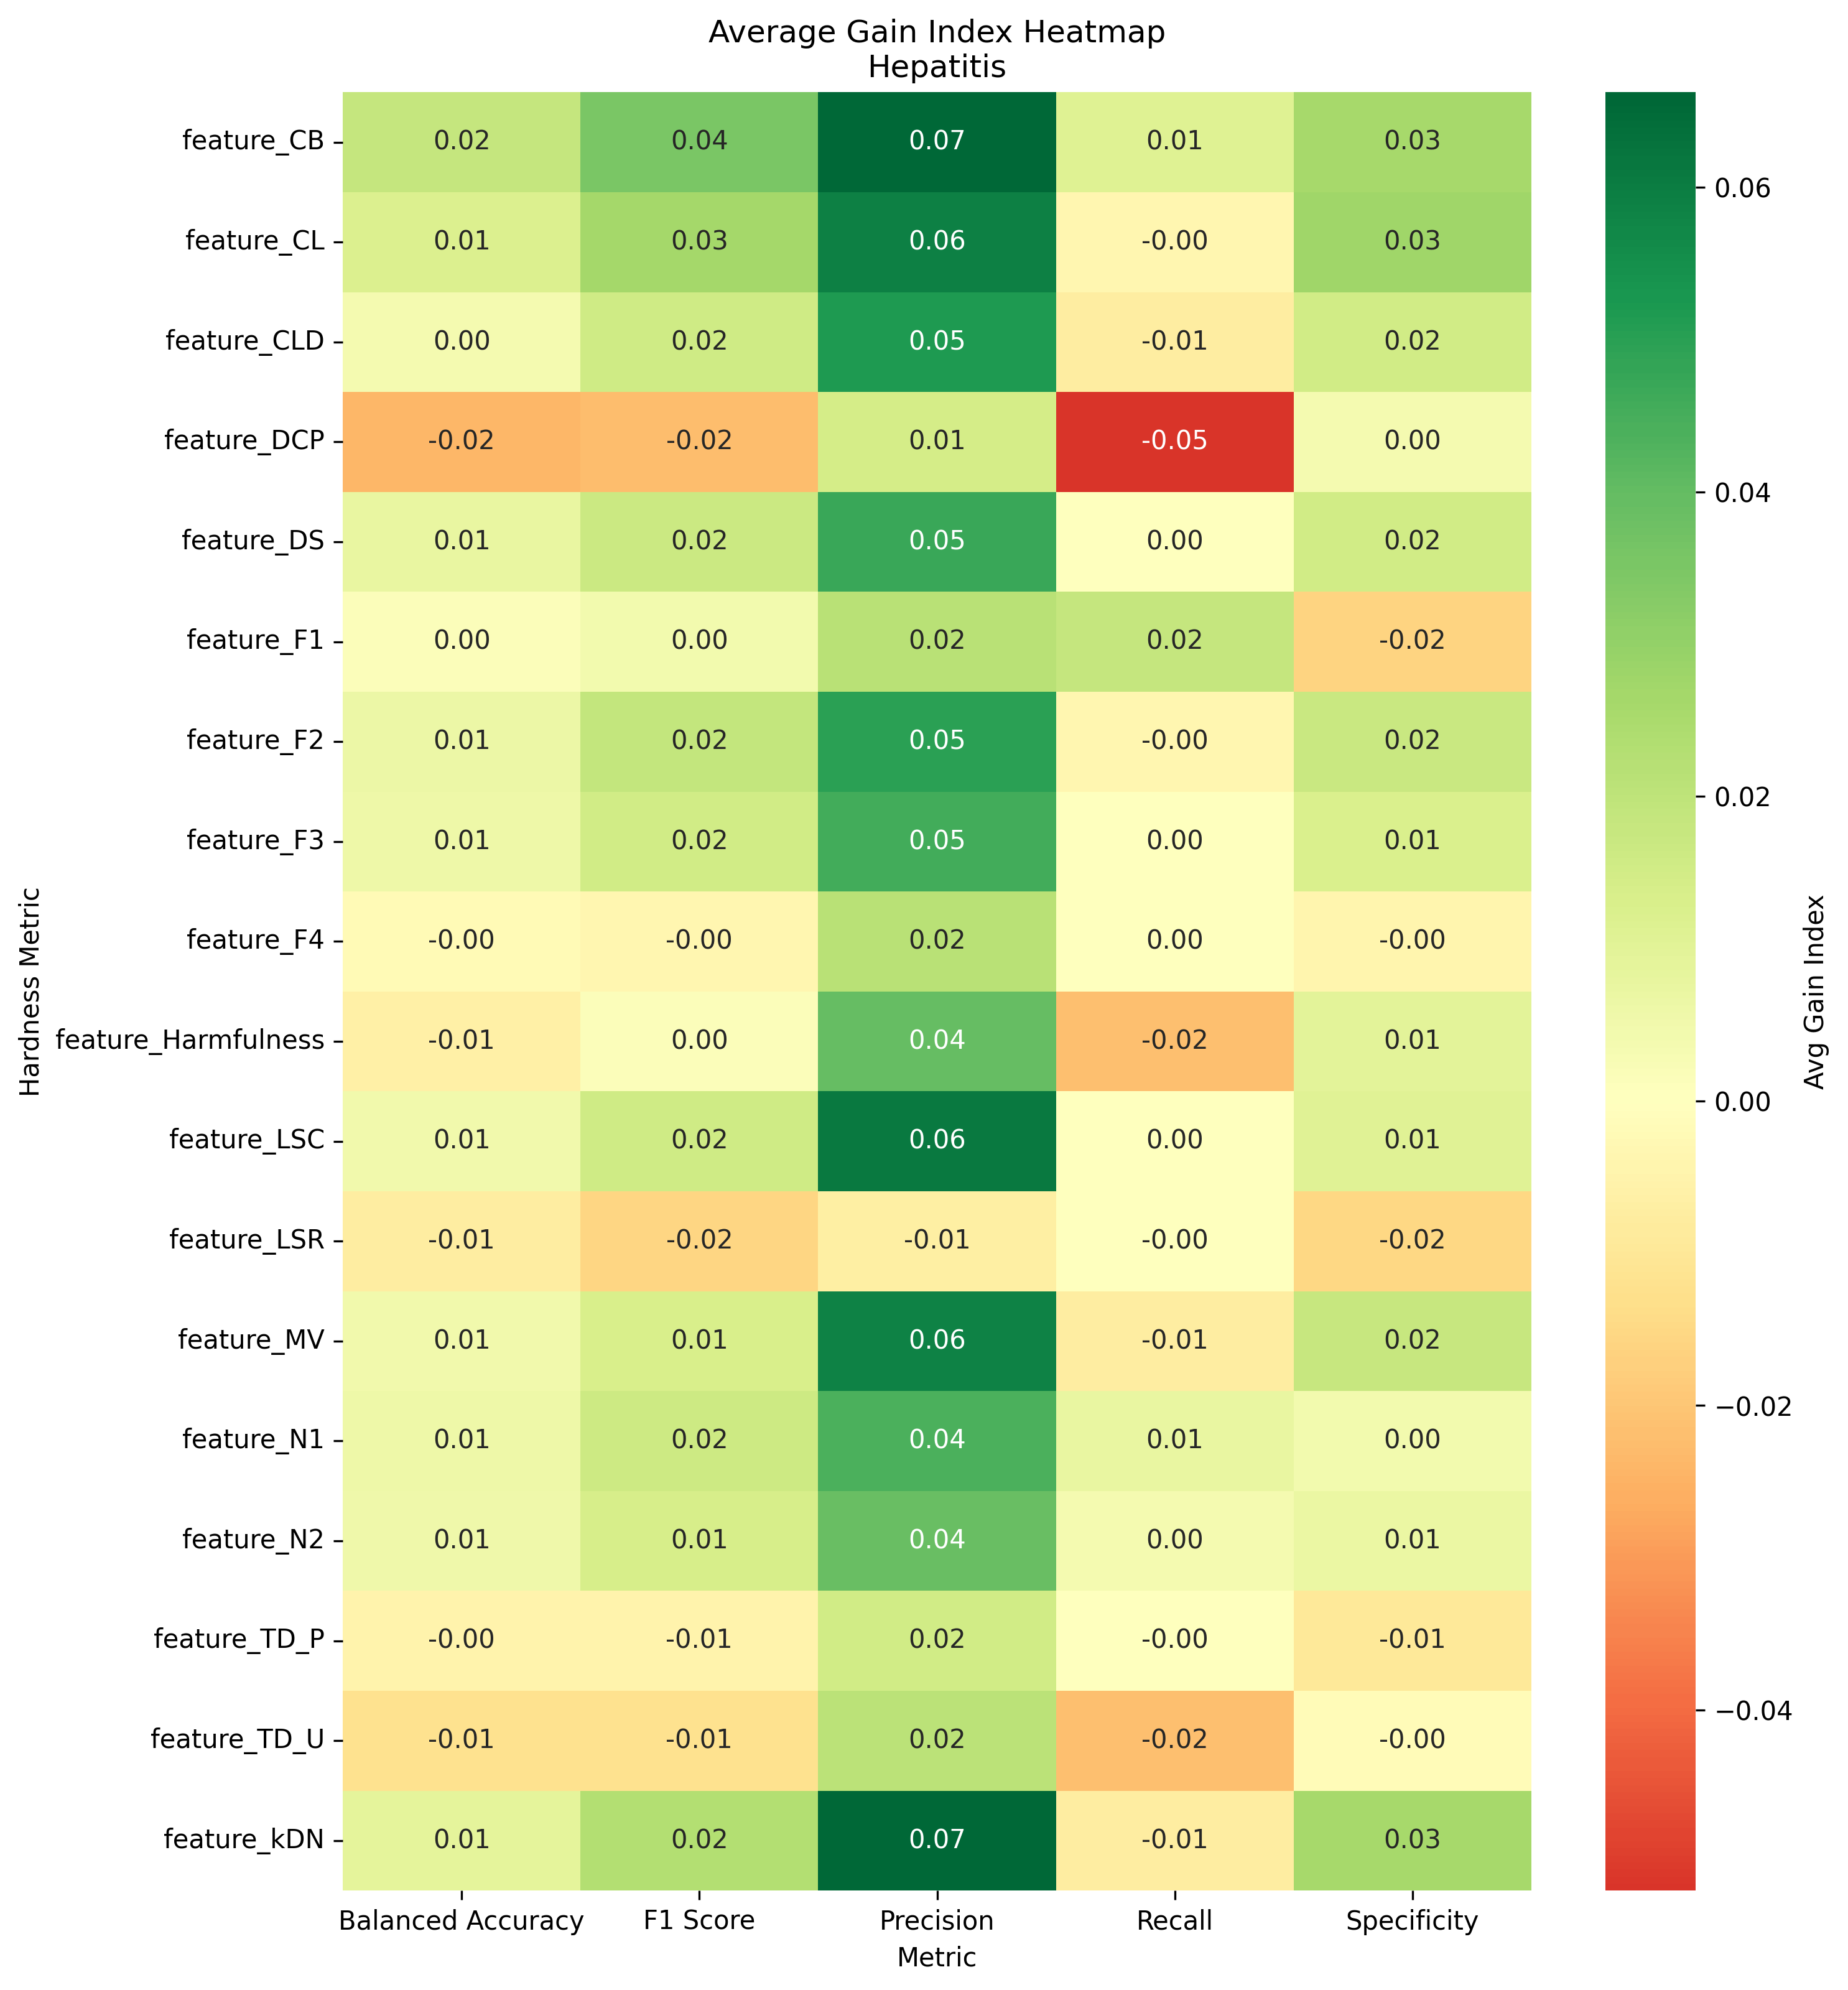 Average Gain Index Heatmap
Hepatitis
feature_CB 0.02 0.04 0.07 0.01 0.03
feature_CL 0.01 0.03 0.06 -0.00 0.03
feature_CLD 0.00 0.02 0.05 -0.01 0.02
feature_DCP -0.02 -0.02 0.01 -0.05 0.00
feature_DS 0.01 0.02 0.05 0.00 0.02
feature_F1 0.00 0.00 0.02 0.02 -0.02
feature_F2 0.01 0.02 0.05 -0.00 0.02
feature_F3 0.01 0.02 0.05 0.00 0.01
feature_F4 -0.00 -0.00 0.02 0.00 -0.00
feature_Harmfulness -0.01 0.00 0.04 -0.02 0.01
feature_LSC 0.01 0.02 0.06 0.00 0.01
feature_LSR -0.01 -0.02 -0.01 -0.00 -0.02
feature_MV 0.01 0.01 0.06 -0.01 0.02
feature_N1 0.01 0.02 0.04 0.01 0.00
feature_N2 0.01 0.01 0.04 0.00 0.01
feature_TD_P -0.00 -0.01 0.02 -0.00 -0.01
feature_TD_U -0.01 -0.01 0.02 -0.02 -0.00
feature_kDN 0.01 0.02 0.07 -0.01 0.03
Balanced Accuracy F1 Score Precision Recall Specificity
Metric
Hardness Metric
0.06
0.04
0.02
0.00
−0.02
−0.04
Avg Gain Index